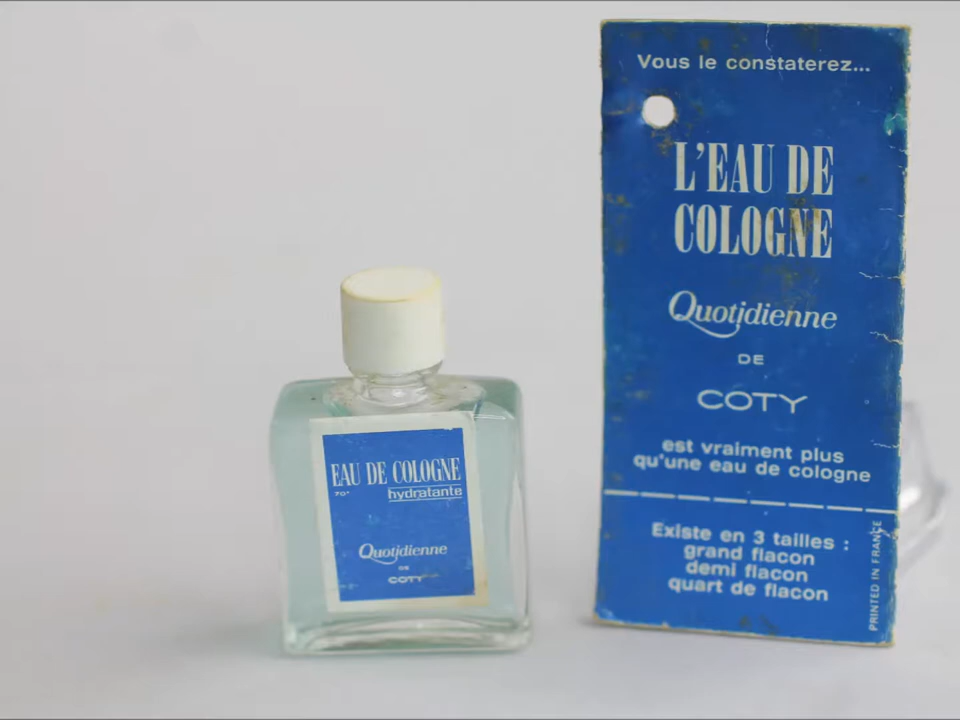 Vous le constaterez...
L'EAU DE
COLOGNE
Quotidienne
DE
COTY
est vraiment plus
qu'une eau de cologne
Existe en 3 tailles :
grand flacon
demi flacon
quart de flacon
PRINTED IN FRANCE
EAU DE COLOGNE
70°
hydratante
Quotidienne
DE
COTY